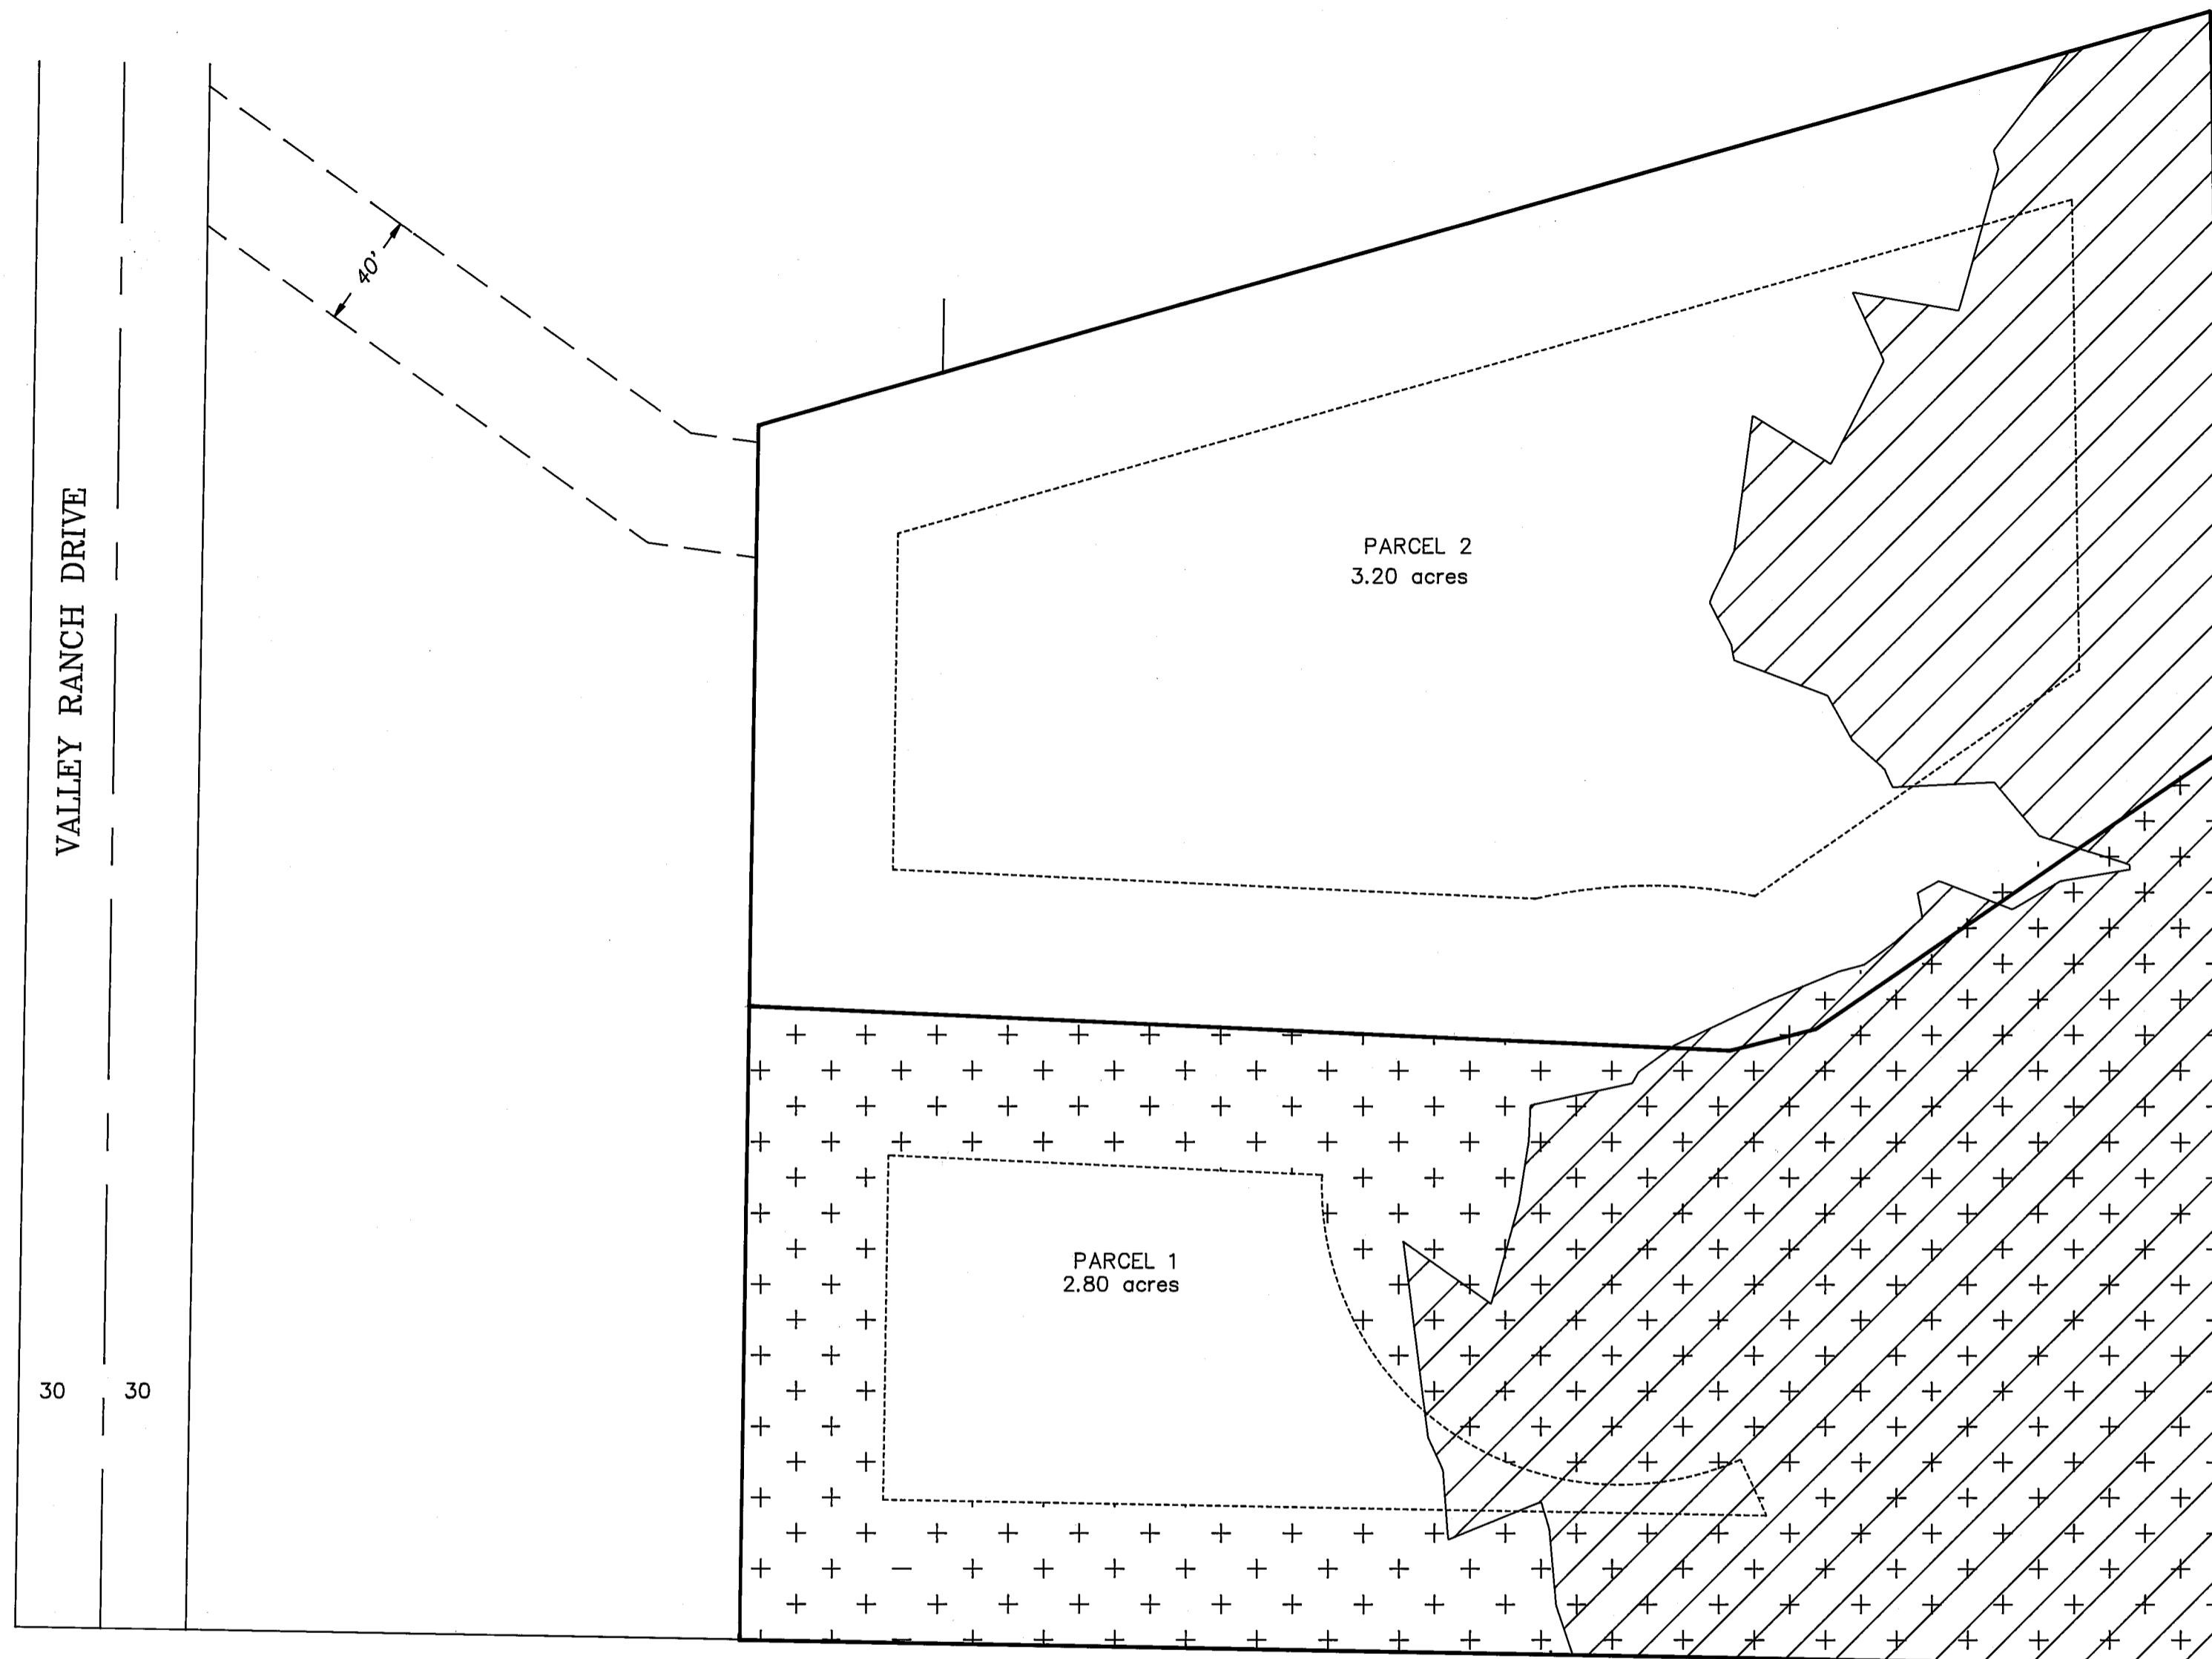 VALLEY RANCH DRIVE
40'
PARCEL 2
3.20 acres
PARCEL 1
2.80 acres
30
30